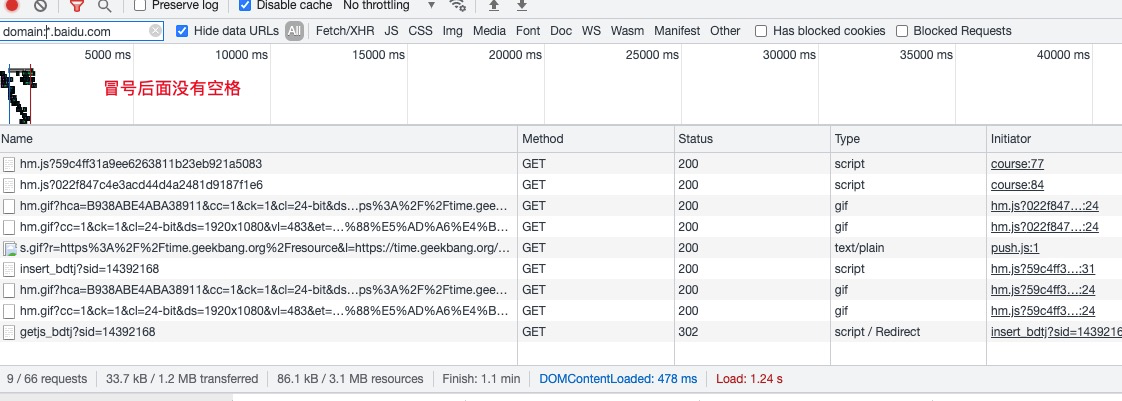 Preserve log Disable cache No throttling
domain:*.baidu.com Hide data URLs All Fetch/XHR JS CSS Img Media Font Doc WS Wasm Manifest Other Has blocked cookies Blocked Requests
5000 ms 10000 ms 15000 ms 20000 ms 25000 ms 30000 ms 35000 ms 40000 ms
冒号后面没有空格
Name Method Status Type Initiator
hm.js?59c4ff31a9ee6263811b23eb921a5083 GET 200 script course:77
hm.js?022f847c4e3acd44d4a2481d9187f1e6 GET 200 script course:84
hm.gif?hca=B938ABE4ABA38911&cc=1&ck=1&cl=24-bit&ds...ps%3A%2F%2Ftime.gee... GET 200 gif hm.js?022f847...:24
hm.gif?cc=1&ck=1&cl=24-bit&ds=1920x1080&vl=483&et=...%88%E5%AD%A6%E4%B... GET 200 gif hm.js?022f847...:24
s.gif?r=https%3A%2F%2Ftime.geekbang.org%2Fresource&l=https://time.geekbang.org/... GET 200 text/plain push.js:1
insert_bdtj?sid=14392168 GET 200 script hm.js?59c4ff3...:31
hm.gif?hca=B938ABE4ABA38911&cc=1&ck=1&cl=24-bit&ds...ps%3A%2F%2Ftime.gee... GET 200 gif hm.js?59c4ff3...:24
hm.gif?cc=1&ck=1&cl=24-bit&ds=1920x1080&vl=483&et=...%88%E5%AD%A6%E4%B... GET 200 gif hm.js?59c4ff3...:24
getjs_bdtj?sid=14392168 GET 302 script / Redirect insert_bdtj?sid=1439216
9 / 66 requests 33.7 kB / 1.2 MB transferred 86.1 kB / 3.1 MB resources Finish: 1.1 min DOMContentLoaded: 478 ms Load: 1.24 s